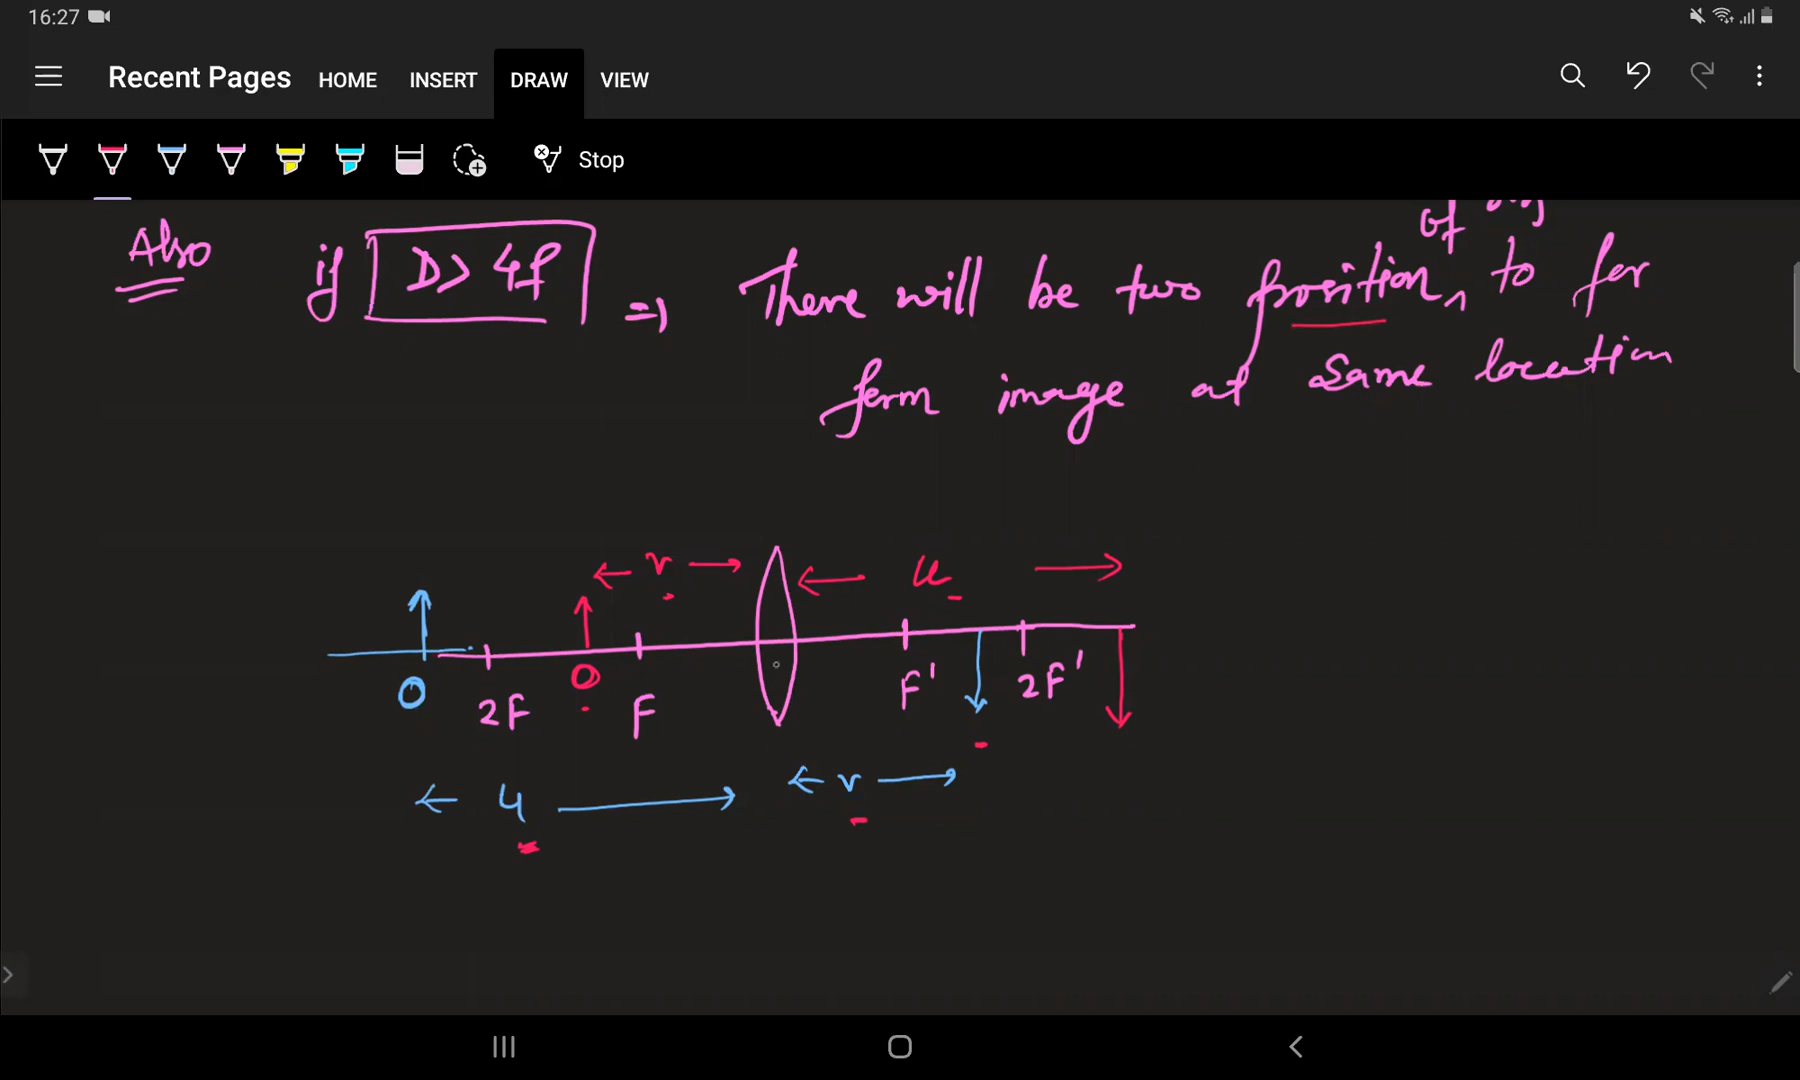 16:27
Recent Pages HOME INSERT DRAW VIEW
Stop
of
Also if D> 4f => There will be two position, to for
form image at same location
v u
O 2F O F F' 2F'
u v